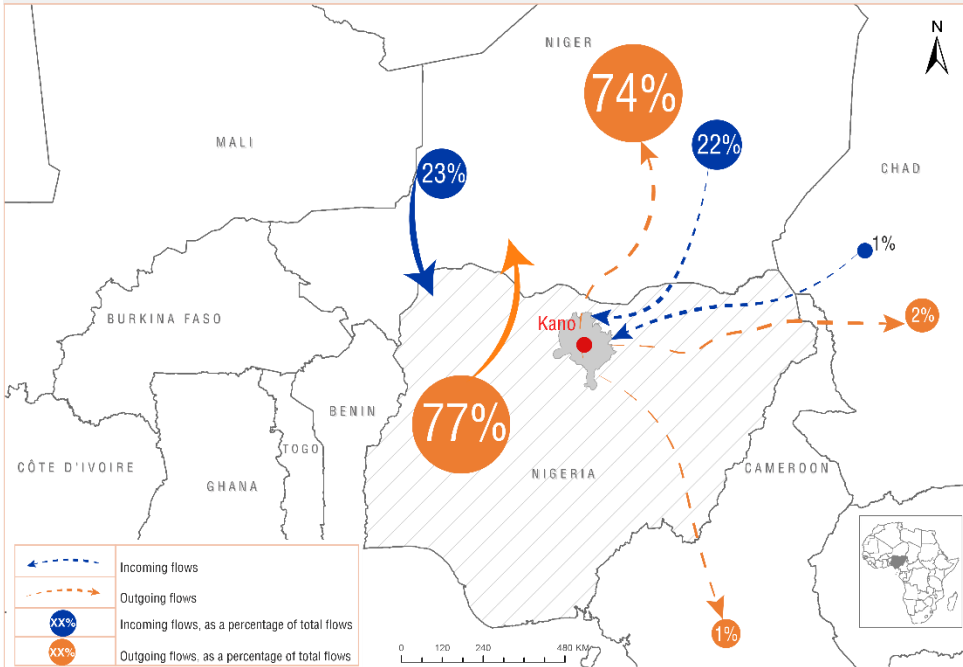 N
NIGER
74%
MALI
22%
23%
CHAD
1%
2%
BURKINA FASO
Kano
77%
BENIN
TOGO
CÔTE D'IVOIRE
GHANA
NIGERIA
CAMEROON
Incoming flows
Outgoing flows
XX%
Incoming flows, as a percentage of total flows
XX%
Outgoing flows, as a percentage of total flows
0 120 240 480 KM
1%